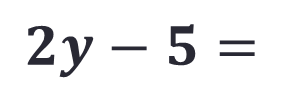 2y − 5 =